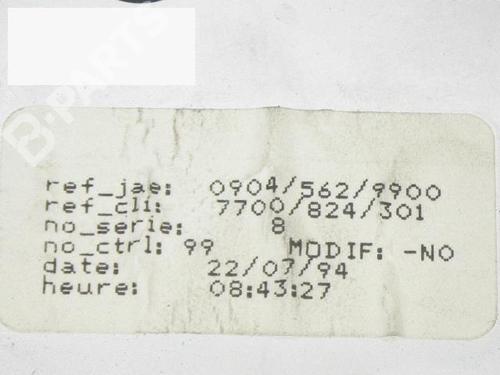 B-PARTS
ref_jae: 0904/562/9900
ref_cli: 7700/824/301
no_serie: 8
no_ctrl: 99 MODIF: -NO
date: 22/07/94
heure: 08:43:27